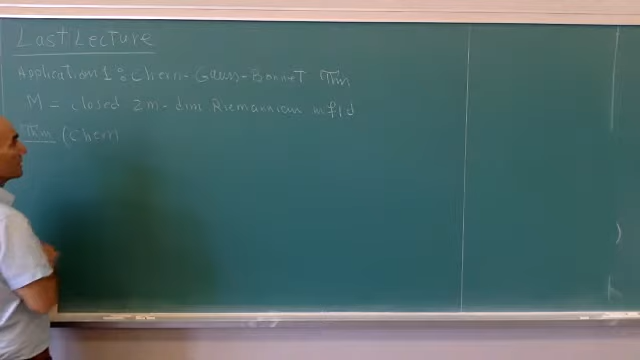 Last Lecture
Application 1: Chern-Gauss-Bonnet Thm
M = closed 2m-dim Riemannian mfld
Thm (Chern